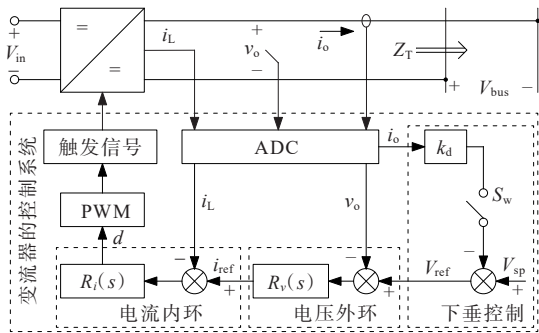 +
V_in
−
=
=
i_L
+
v_o
−
i_o
Z_T
+
V_bus
−
变流器的控制系统
触发信号
ADC
i_o
k_d
i_L
v_o
S_w
PWM
d
−
i_ref
+
−
V_ref
+
−
V_sp
+
R_i(s)
R_v(s)
电流内环
电压外环
下垂控制